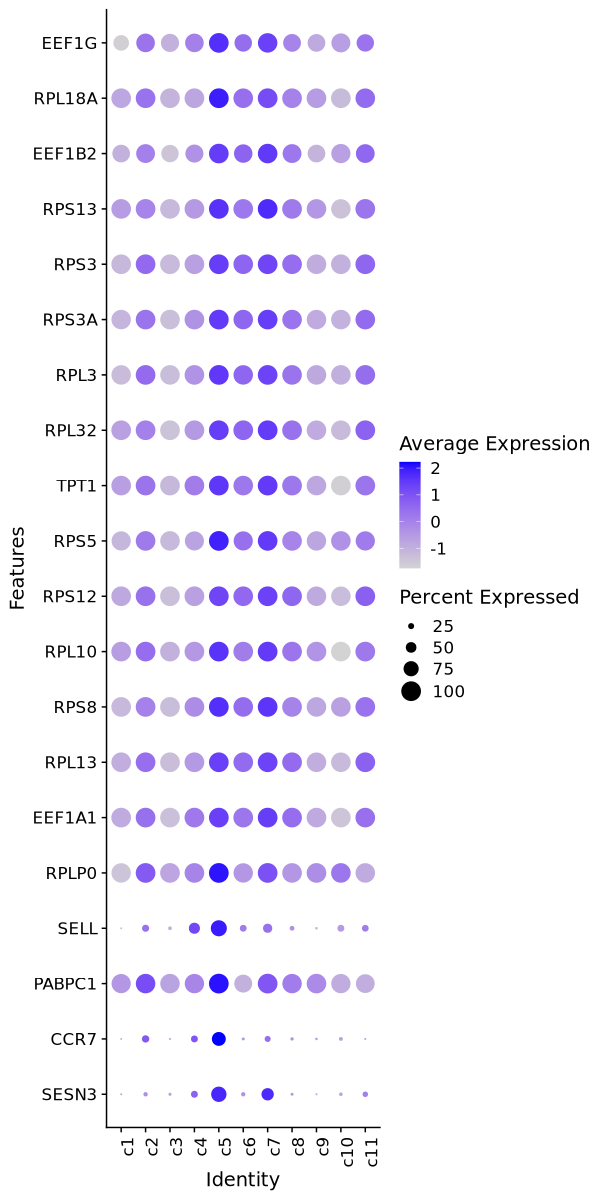 EEF1G
RPL18A
EEF1B2
RPS13
RPS3
RPS3A
RPL3
RPL32
TPT1
RPS5
RPS12
RPL10
RPS8
RPL13
EEF1A1
RPLP0
SELL
PABPC1
CCR7
SESN3
Features
c1 c2 c3 c4 c5 c6 c7 c8 c9 c10 c11
Identity
Average Expression
2
1
0
-1
Percent Expressed
25
50
75
100